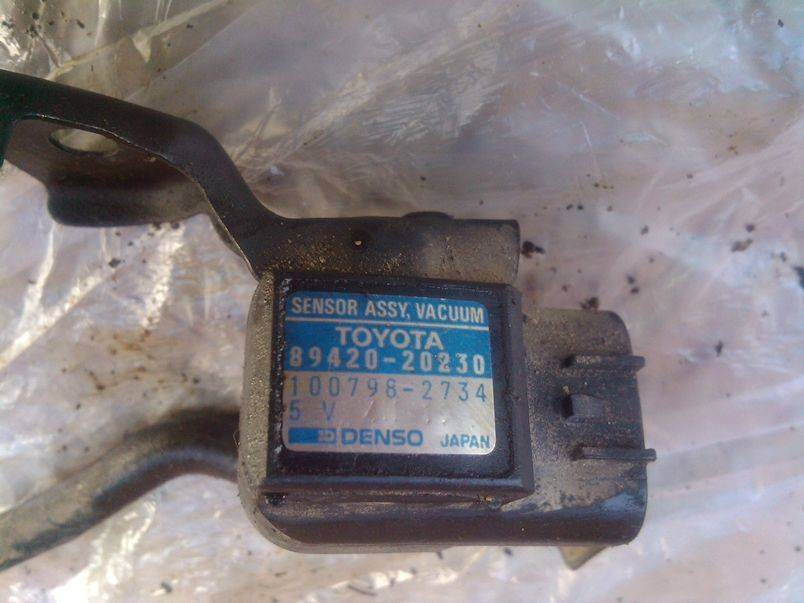 SENSOR ASSY, VACUUM
TOYOTA
89420-20230
100798-2734
5 V
DENSO JAPAN